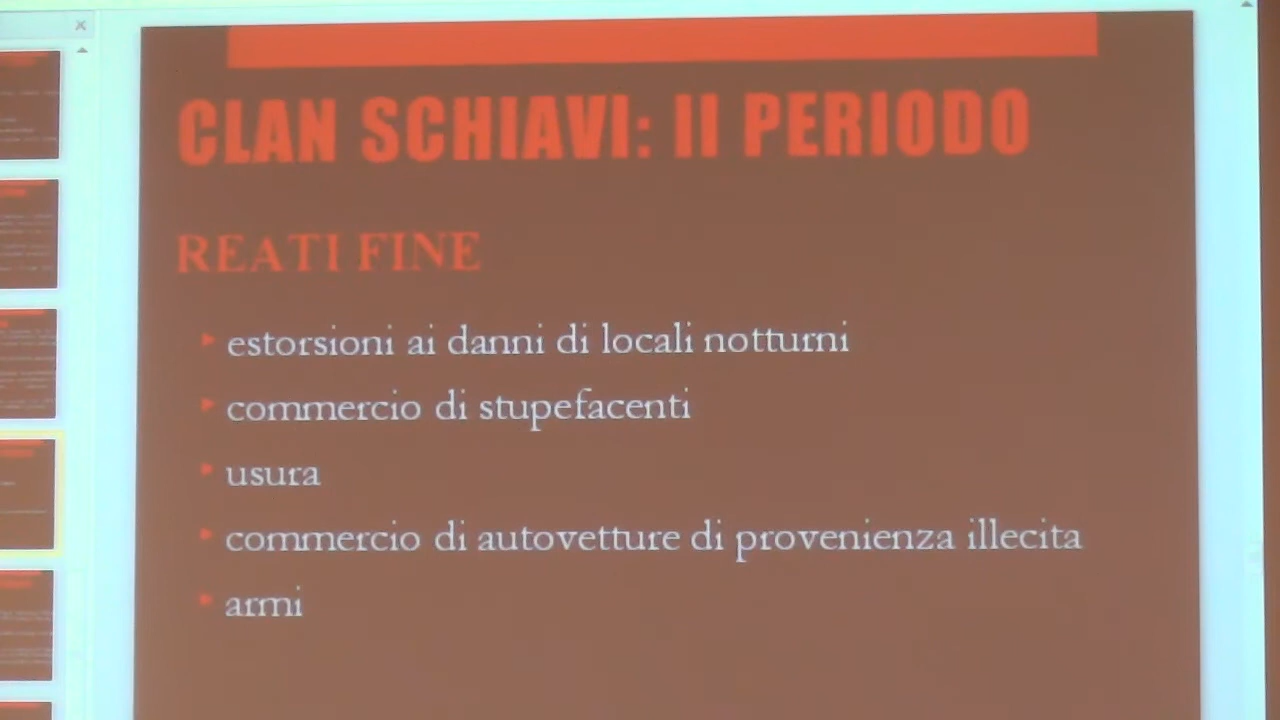 CLAN SCHIAVI: II PERIODO
REATI FINE
estorsioni ai danni di locali notturni
commercio di stupefacenti
usura
commercio di autovetture di provenienza illecita
armi